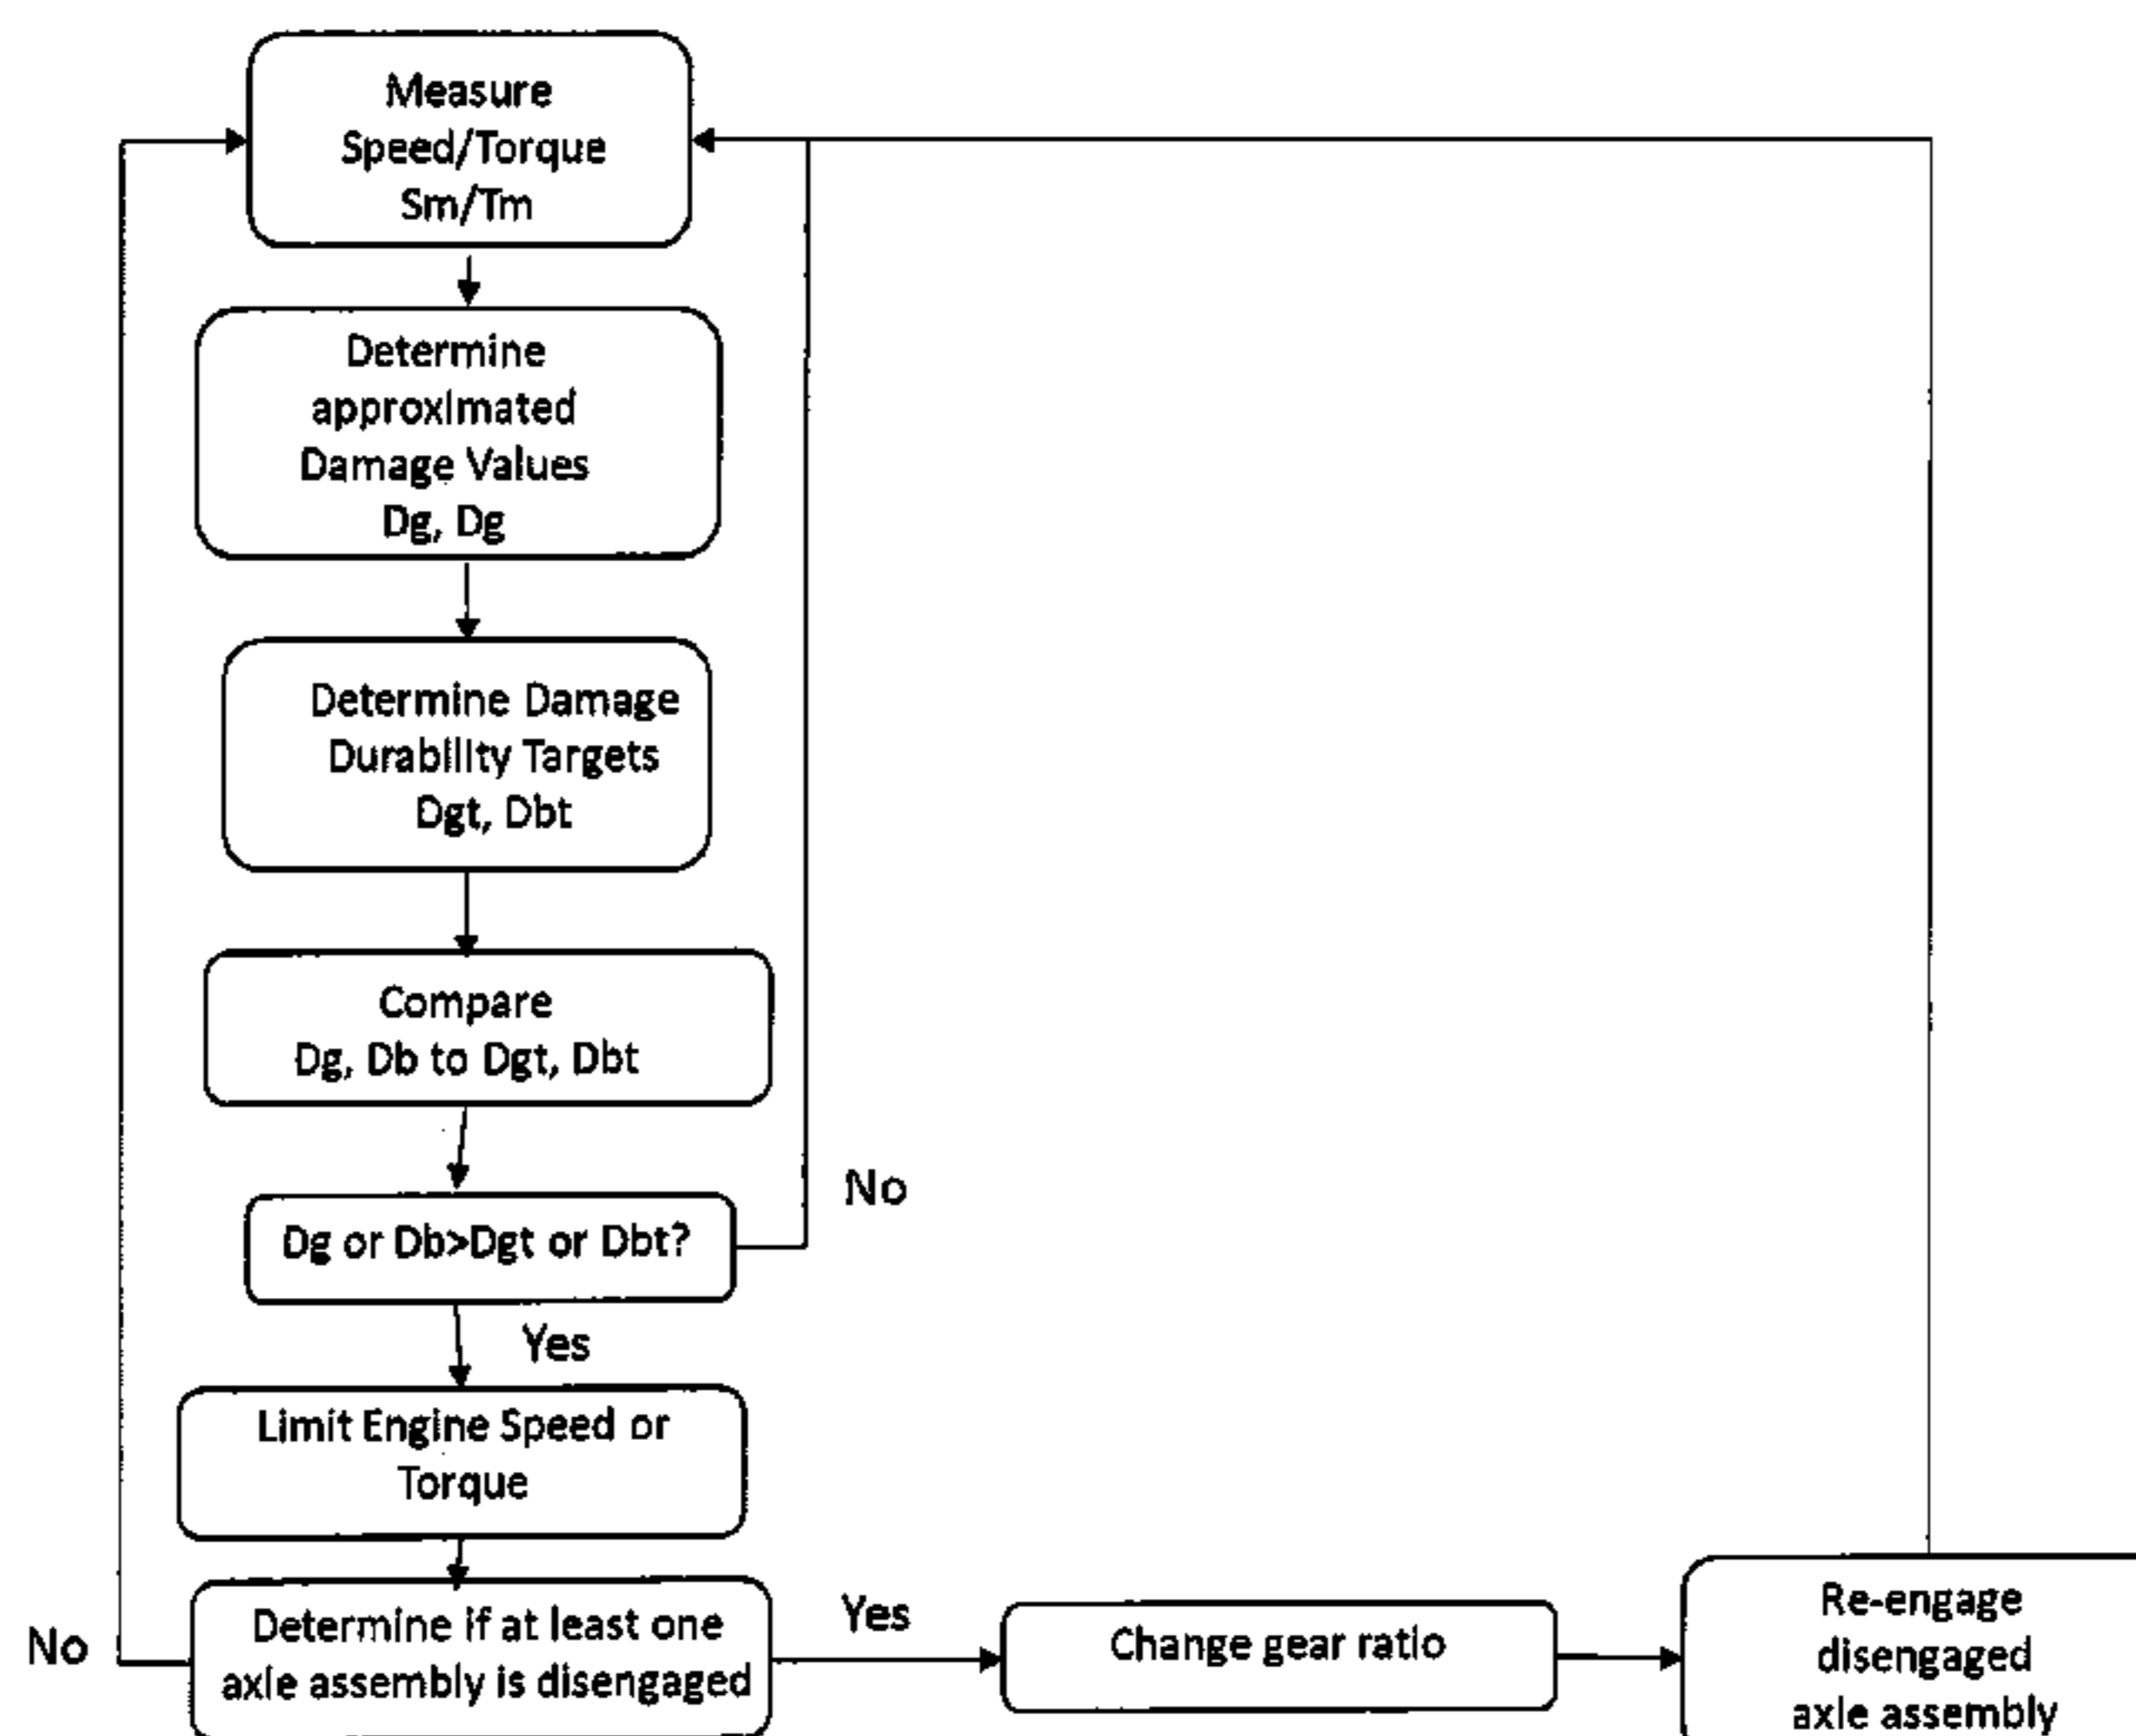 Measure
Speed/Torque
Sm/Tm
Determine
approximated
Damage Values
Dg, Dg
Determine Damage
Durability Targets
Dgt, Dbt
Compare
Dg, Db to Dgt, Dbt
No
Dg or Db>Dgt or Dbt?
Yes
Limit Engine Speed or
Torque
No
Determine if at least one
axle assembly is disengaged
Yes
Change gear ratio
Re-engage
disengaged
axle assembly